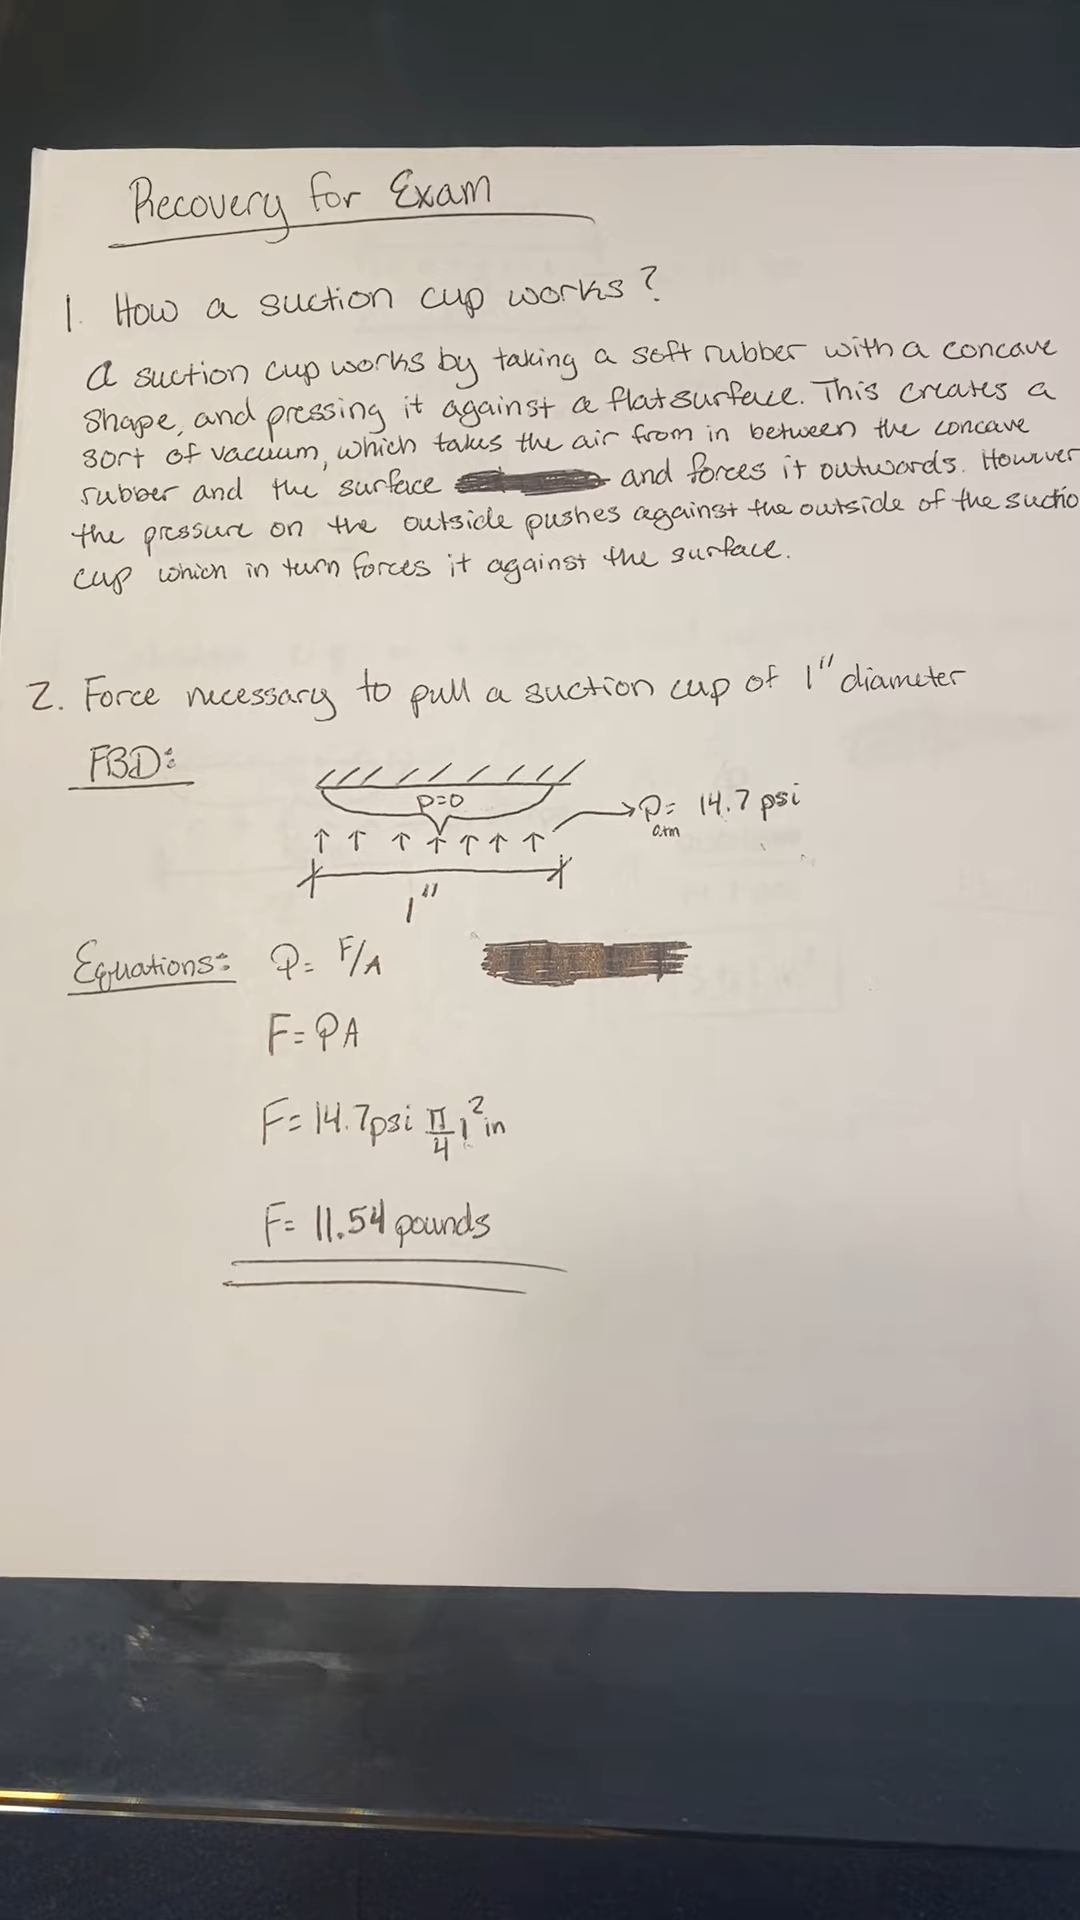 Recovery for Exam
1. How a suction cup works?
A suction cup works by taking a soft rubber with a concave
shape, and pressing it against a flat surface. This creates a
sort of vacuum, which takes the air from in between the concave
rubber and the surface and forces it outwards. However
the pressure on the outside pushes against the outside of the suctio
cup which in turn forces it against the surface.
2. Force necessary to pull a suction cup of 1" diameter
FBD:
P=0
P= 14.7 psi
atm
1"
Equations: P= F/A
F= PA
F= 14.7psi π/4 1² in
F= 11.54 pounds